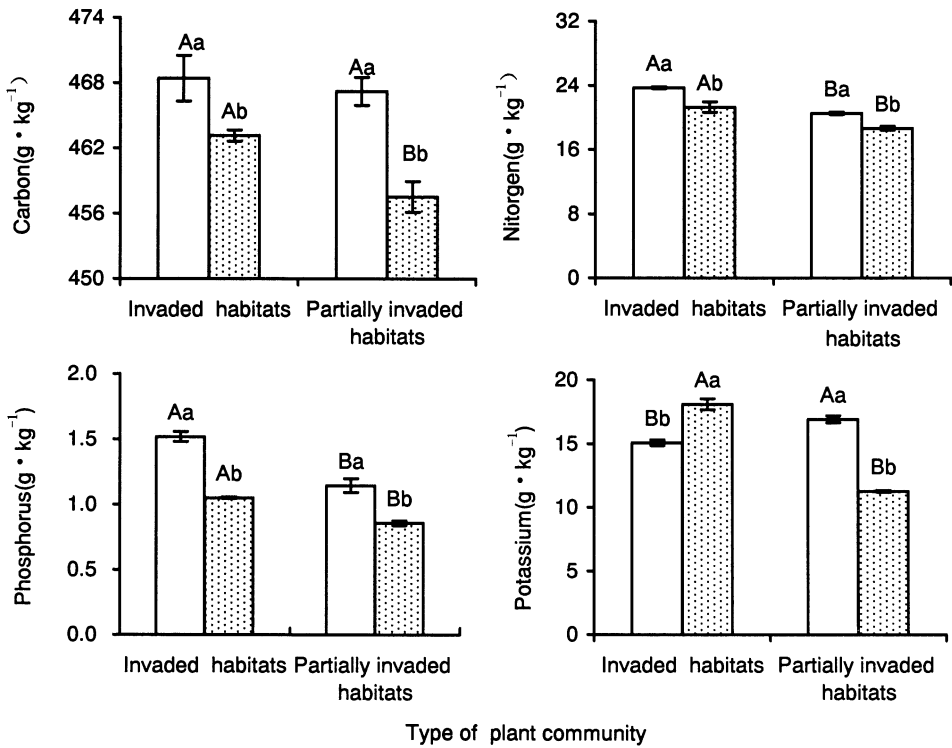 474
468
462
456
450
Carbon(g・kg⁻¹)
Aa
Ab
Aa
Bb
Invaded habitats
Partially invaded
habitats
32
24
16
8
0
Nitorgen(g・kg⁻¹)
Aa
Ab
Ba
Bb
Invaded habitats
Partially invaded
habitats
2.0
1.5
1.0
0.5
0.0
Phosphorus(g・kg⁻¹)
Aa
Ab
Ba
Bb
Invaded habitats
Partially invaded
habitats
20
15
10
5
0
Potassium(g・kg⁻¹)
Bb
Aa
Aa
Bb
Invaded habitats
Partially invaded
habitats
Type of plant community